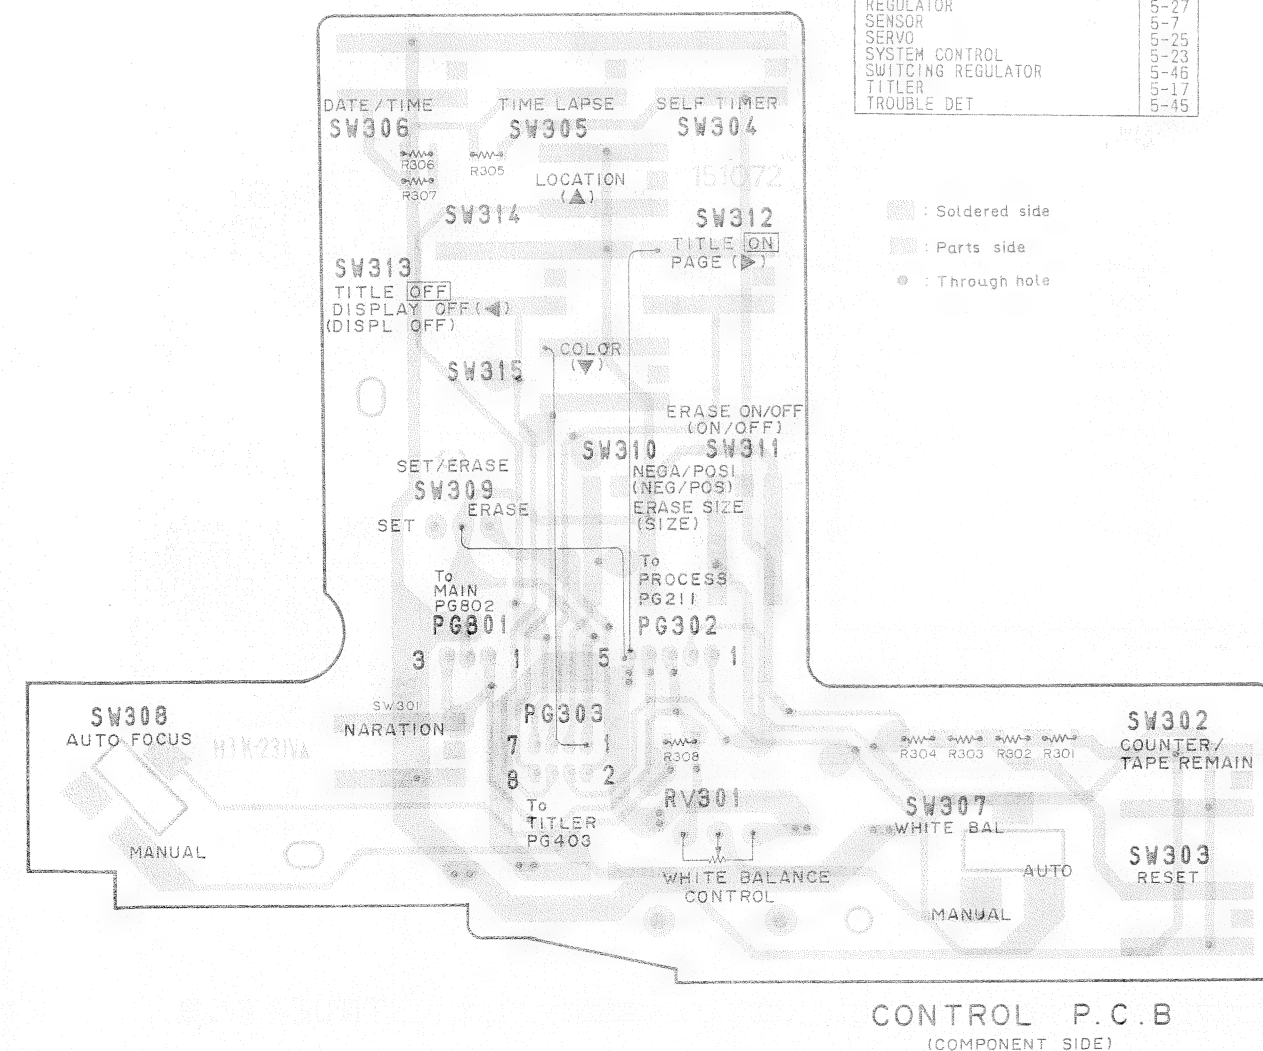 REGULATOR 5-27
SENSOR 5-7
SERVO 5-25
SYSTEM CONTROL 5-23
SWITCING REGULATOR 5-46
TITLER 5-17
TROUBLE DET 5-45
DATE/TIME
SW306
TIME LAPSE
SW305
SELF TIMER
SW304
R306
R305
R307
LOCATION
(▲)
151072
SW314
SW312
TITLE ON
PAGE (▶)
: Soldered side
: Parts side
: Through hole
SW313
TITLE OFF
DISPLAY OFF (◀)
(DISPL OFF)
COLOR
(▼)
SW315
ERASE ON/OFF
(ON/OFF)
SW310 SW311
NEGA/POSI
(NEG/POS)
ERASE SIZE
(SIZE)
SET/ERASE
SW309
ERASE
SET
To
MAIN
PG802
PG801
3 1
To
PROCESS
PG211
PG302
5 1
SW308
AUTO FOCUS
MANUAL
SW301
NARATION
PG303
7 1
8 2
To
TITLER
PG403
R308
RV301
WHITE BALANCE
CONTROL
R304 R303 R302 R301
SW302
COUNTER/
TAPE REMAIN
SW307
WHITE BAL
AUTO
MANUAL
SW303
RESET
CONTROL P.C.B
(COMPONENT SIDE)